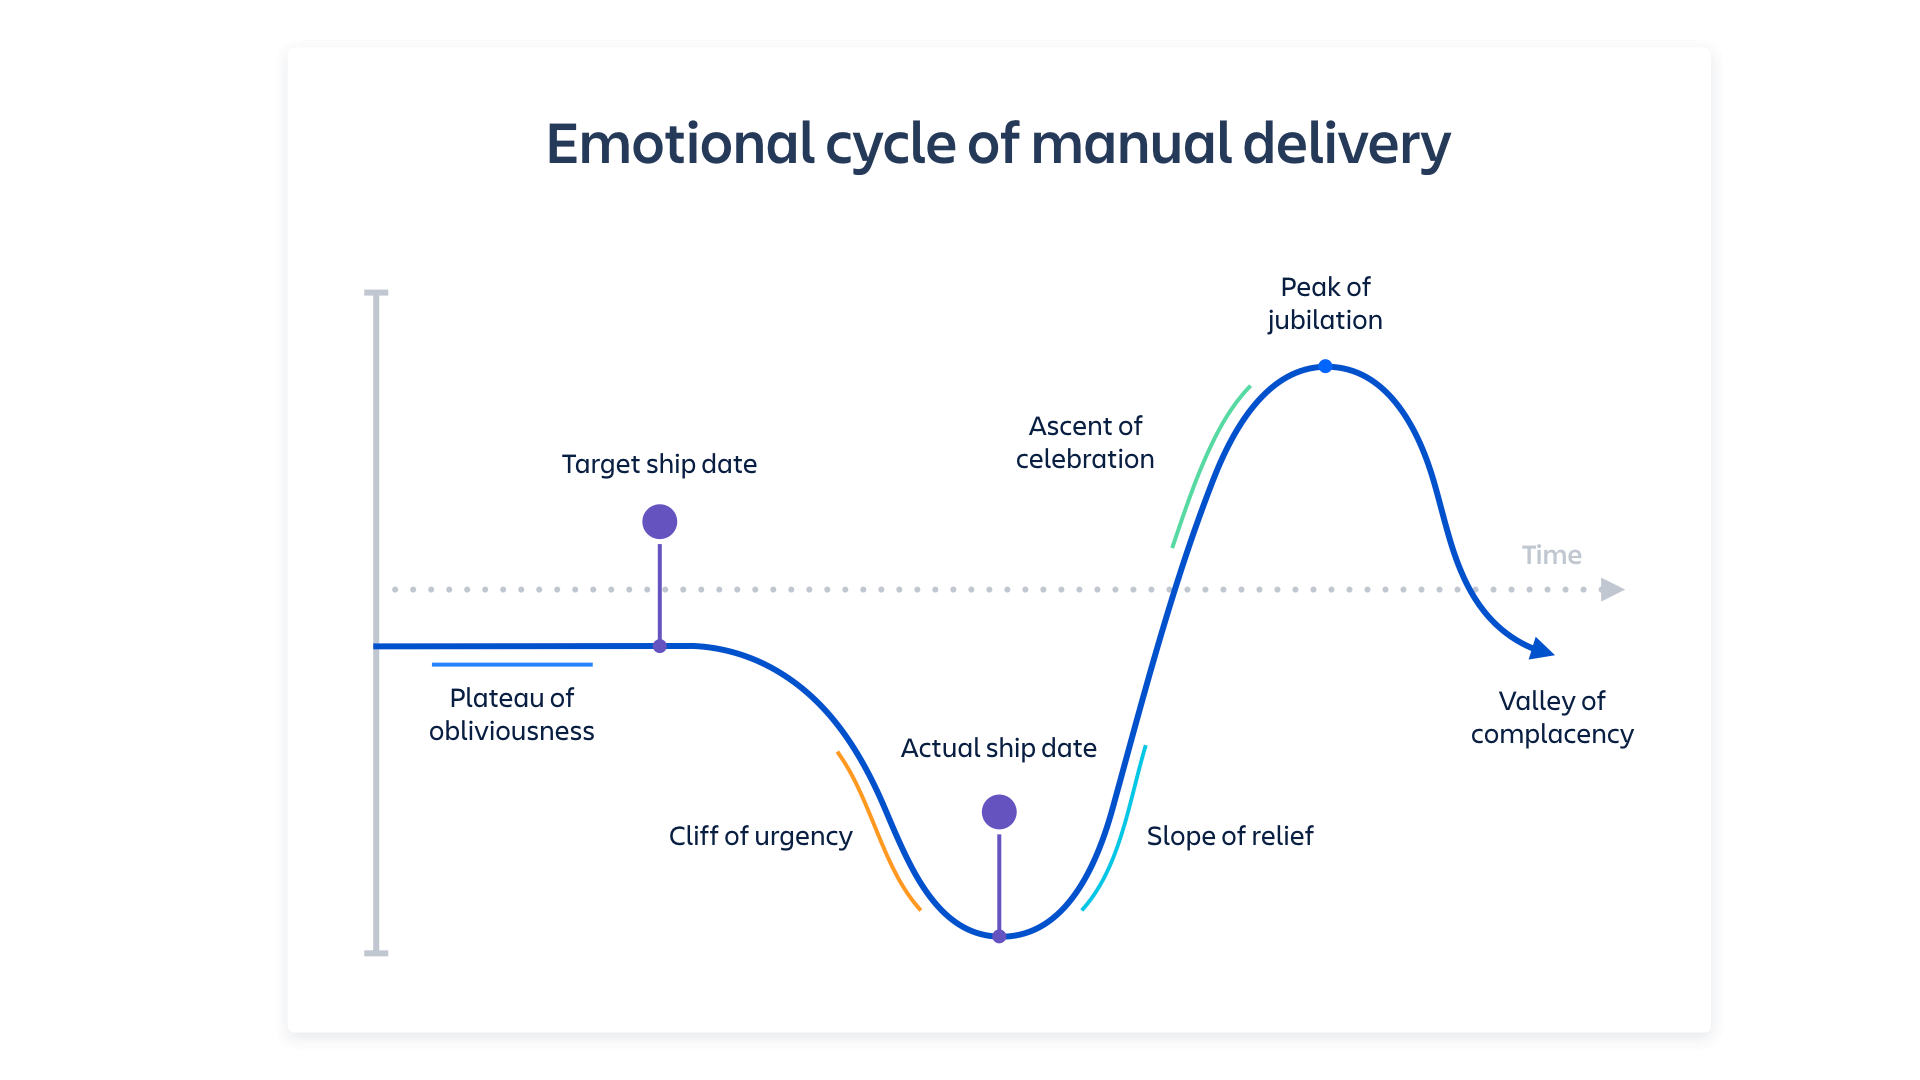 Emotional cycle of manual delivery
Peak of
jubilation
Ascent of
celebration
Target ship date
Time
Plateau of
obliviousness
Valley of
complacency
Actual ship date
Cliff of urgency
Slope of relief